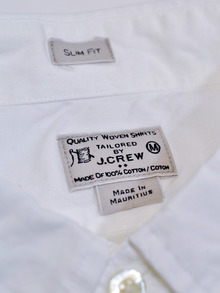 SLIM FIT
QUALITY WOVEN SHIRTS
TAILORED
BY
J.CREW
M
MADE OF 100% COTTON/COTON
MADE IN
MAURITIUS